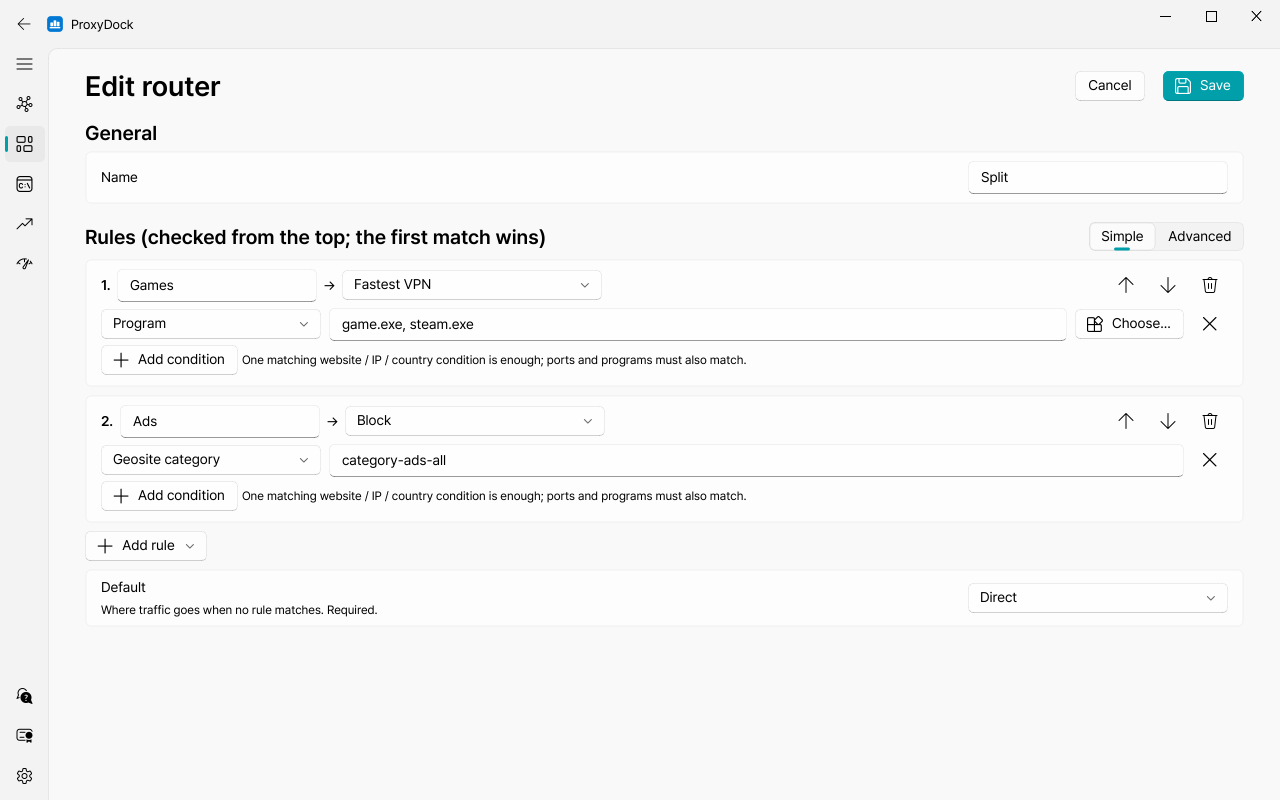 ProxyDock
Edit router
Cancel
Save
General
Name
Split
Rules (checked from the top; the first match wins)
Simple
Advanced
1.
Games
→
Fastest VPN
Program
game.exe, steam.exe
Choose...
Add condition
One matching website / IP / country condition is enough; ports and programs must also match.
2.
Ads
→
Block
Geosite category
category-ads-all
Add condition
One matching website / IP / country condition is enough; ports and programs must also match.
Add rule
Default
Where traffic goes when no rule matches. Required.
Direct